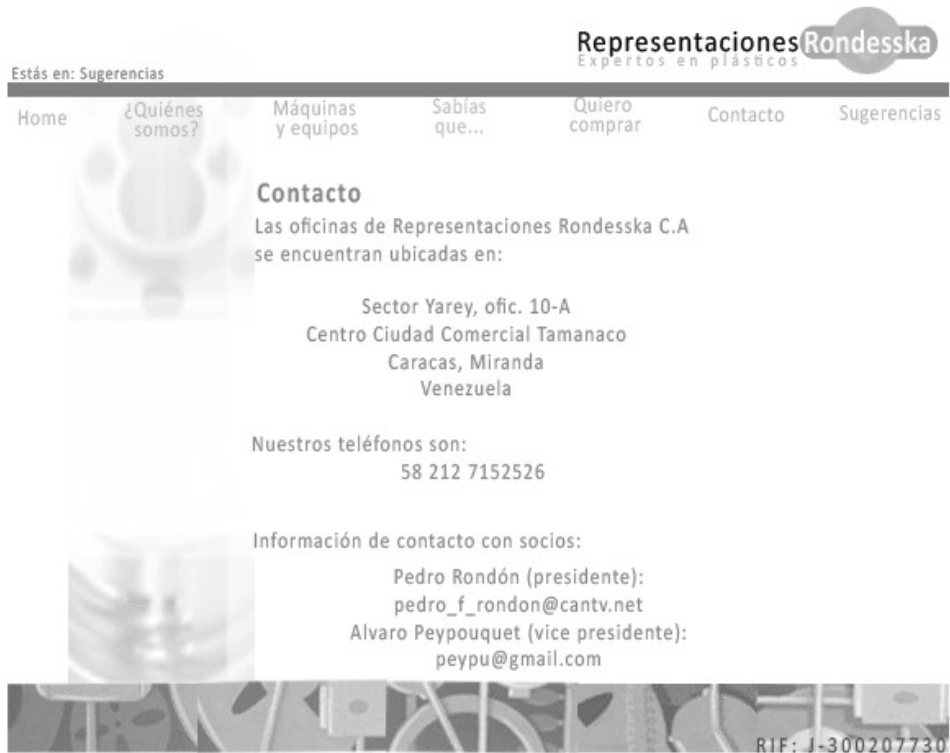 Representaciones Rondesska
Expertos en plásticos
Estás en: Sugerencias
Home
¿Quiénes
somos?
Máquinas
y equipos
Sabías
que...
Quiero
comprar
Contacto
Sugerencias
Contacto
Las oficinas de Representaciones Rondesska C.A
se encuentran ubicadas en:
Sector Yarey, ofic. 10-A
Centro Ciudad Comercial Tamanaco
Caracas, Miranda
Venezuela
Nuestros teléfonos son:
58 212 7152526
Información de contacto con socios:
Pedro Rondón (presidente):
pedro_f_rondon@cantv.net
Alvaro Peypouquet (vice presidente):
peypu@gmail.com
RIF: J-300207730